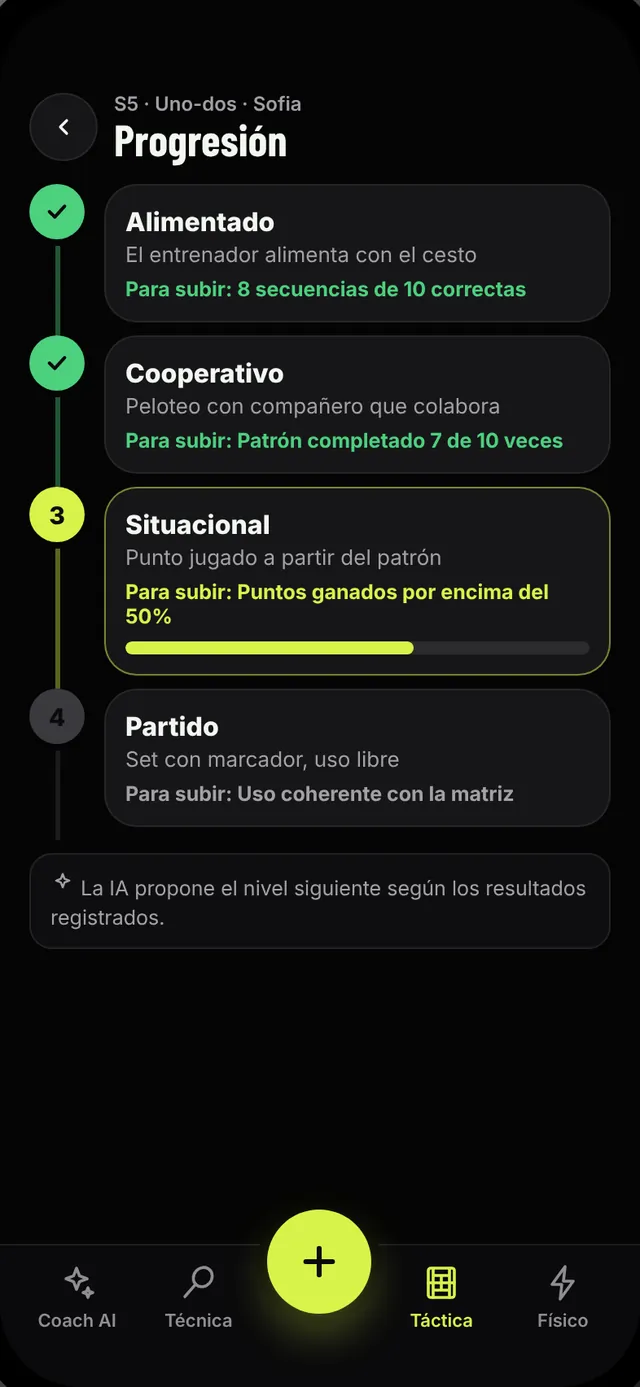 S5 · Uno-dos · Sofia
Progresión
Alimentado
El entrenador alimenta con el cesto
Para subir: 8 secuencias de 10 correctas
Cooperativo
Peloteo con compañero que colabora
Para subir: Patrón completado 7 de 10 veces
3
Situacional
Punto jugado a partir del patrón
Para subir: Puntos ganados por encima del
50%
4
Partido
Set con marcador, uso libre
Para subir: Uso coherente con la matriz
La IA propone el nivel siguiente según los resultados
registrados.
Coach AI
Técnica
Táctica
Físico